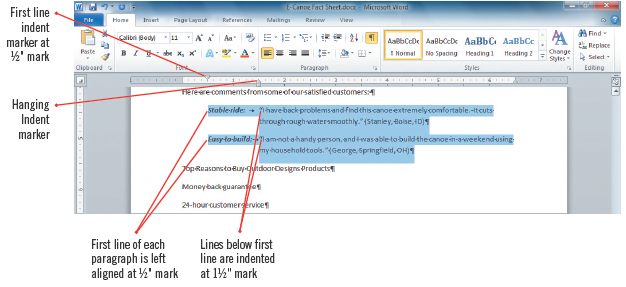 First line
indent
marker at
½" mark
Hanging
Indent
marker
E-Canoe Fact Sheet.docx - Microsoft Word
File Home Insert Page Layout References Mailings Review View
Calibri (Body) 11
Paste
Clipboard Font Paragraph Styles Editing
AaBbCcDc AaBbCcDc AaBbC AaBbCc
¶ Normal No Spacing Heading 1 Heading 2
Change
Styles
Find
Replace
Select
Here are comments from some of our satisfied customers:¶
Stable·ride: → "I have back problems and find this canoe extremely comfortable. It cuts
through rough water smoothly." (Stanley, Boise, ID)¶
Easy·to·build: → "I am not a handy person, and I was able to build the canoe in a weekend using
my household tools." (George, Springfield, OH)¶
Top Reasons to Buy Outdoor Designs Products¶
Money back guarantee¶
24-hour customer service¶
First line of each
paragraph is left
aligned at ½" mark
Lines below first
line are indented
at 1½" mark